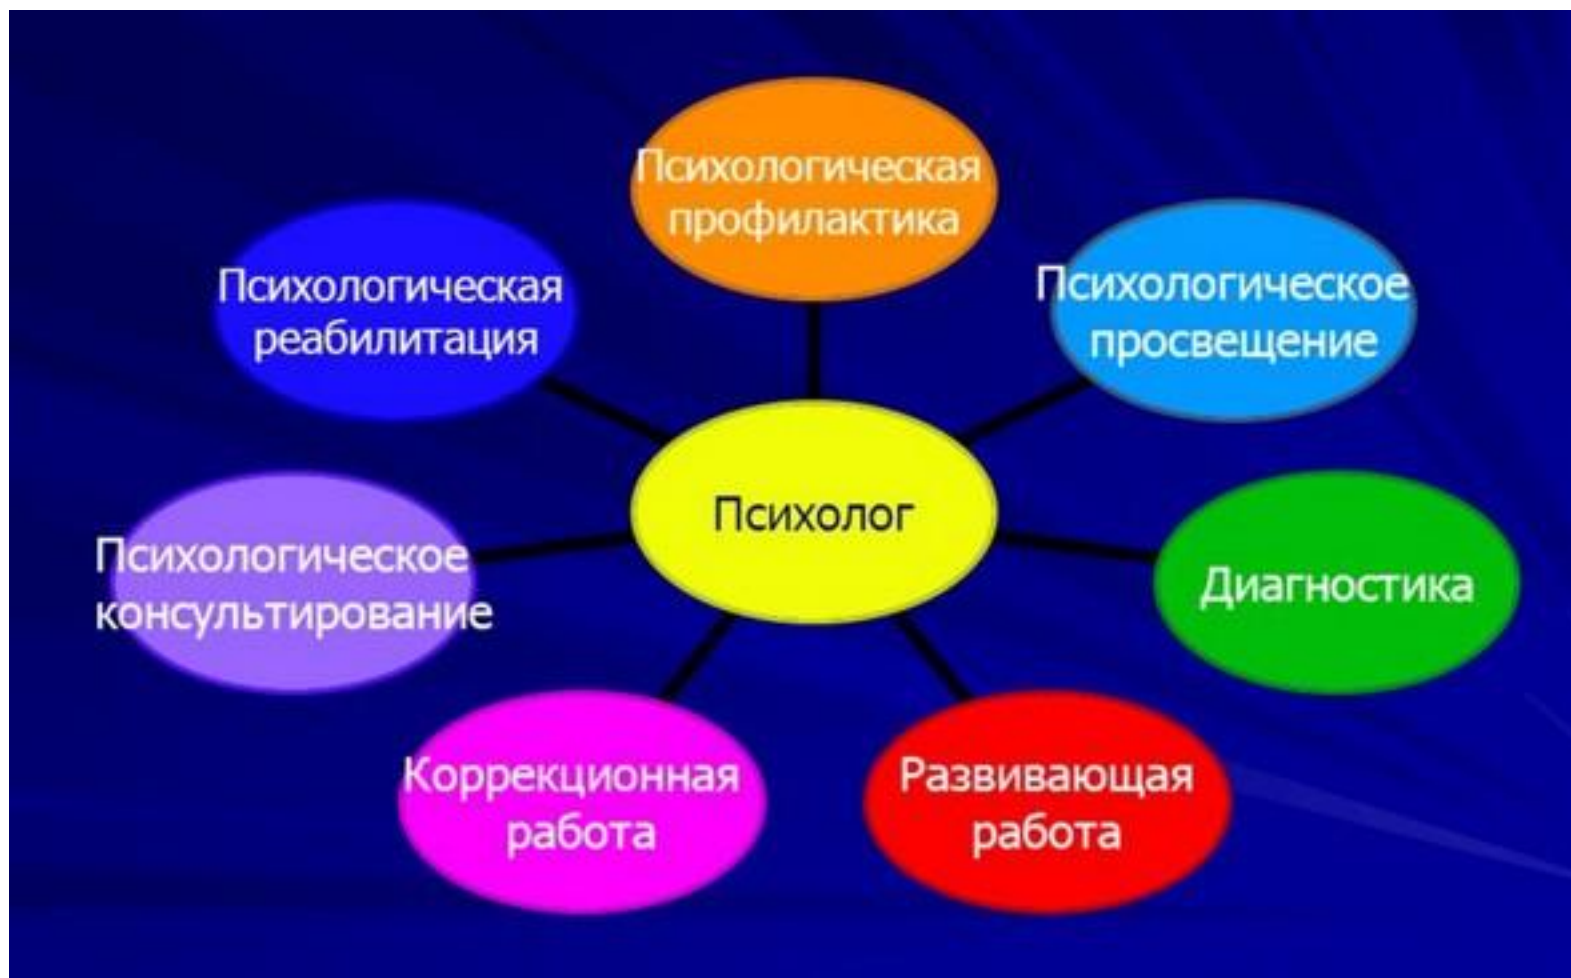 Психологическая
профилактика
Психологическое
просвещение
Диагностика
Развивающая
работа
Коррекционная
работа
Психологическое
консультирование
Психологическая
реабилитация
Психолог